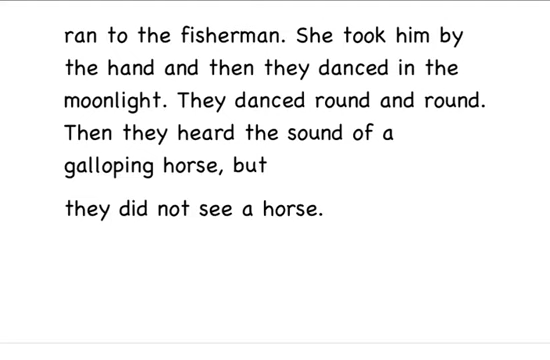 ran to the fisherman. She took him by
the hand and then they danced in the
moonlight. They danced round and round.
Then they heard the sound of a
galloping horse, but
they did not see a horse.